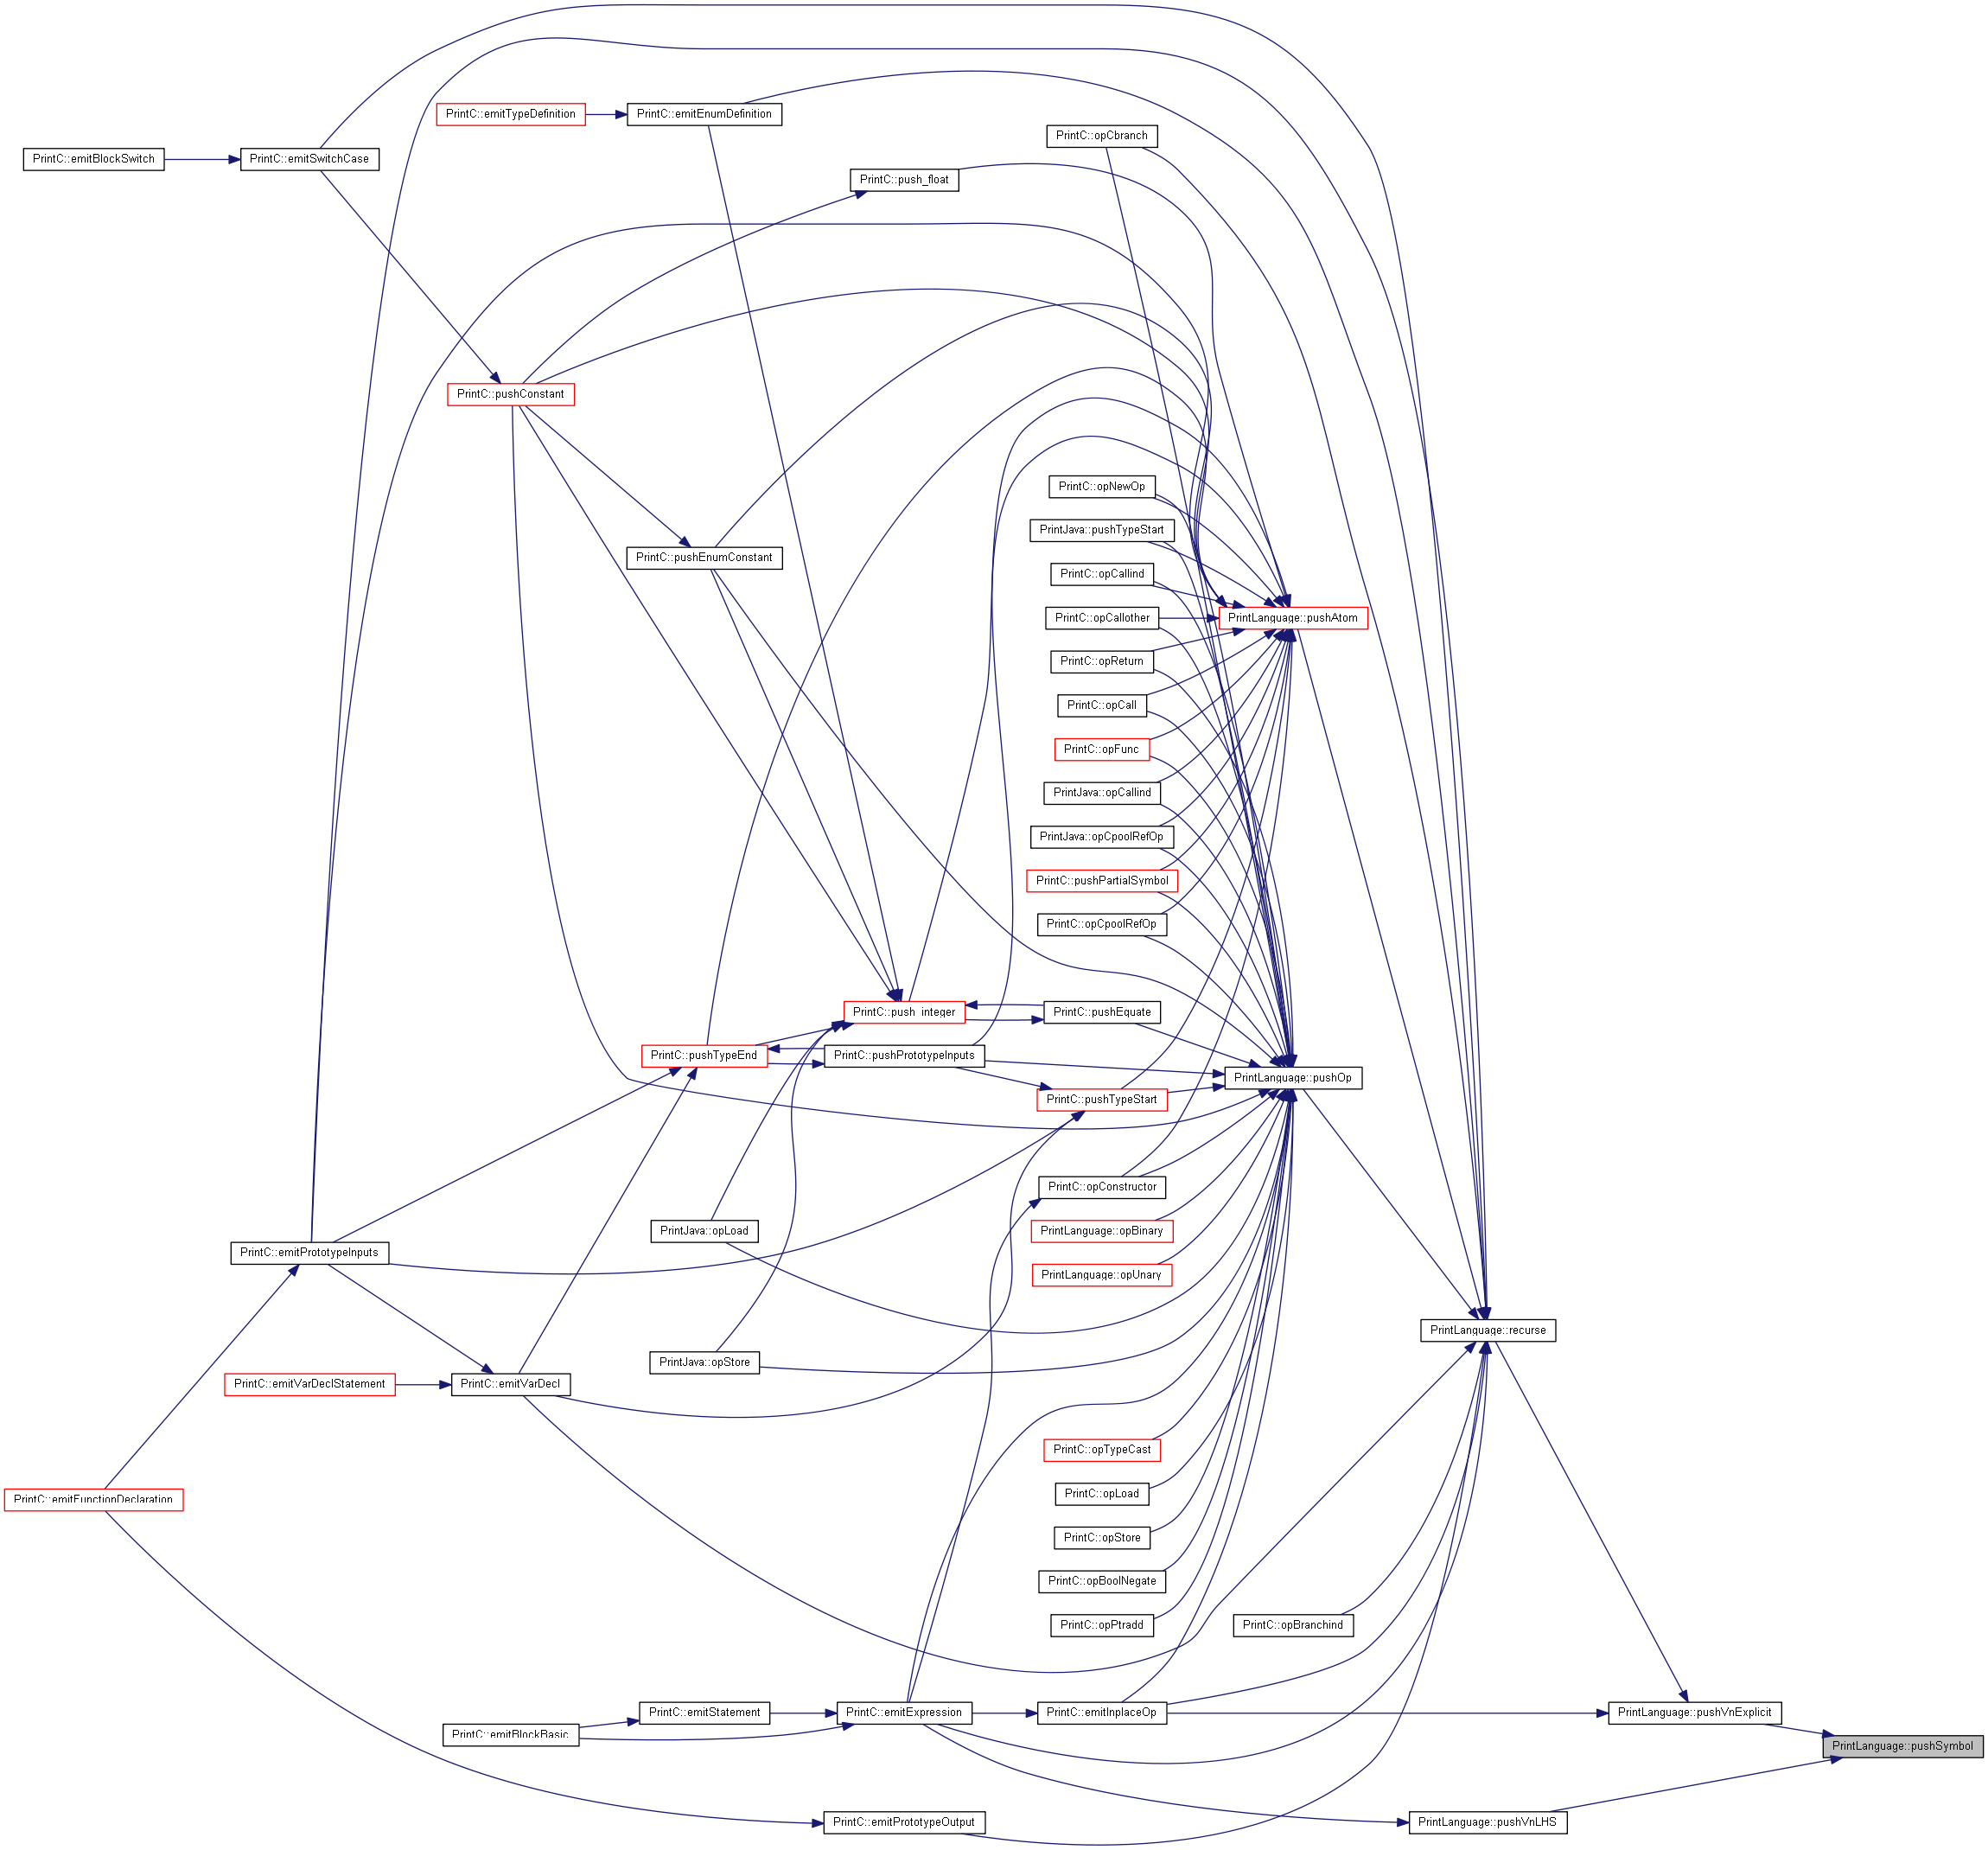 PrintC::emitTypeDefinition
PrintC::emitEnumDefinition
PrintC::opCbranch
PrintC::emitBlockSwitch
PrintC::emitSwitchCase
PrintC::push_float
PrintC::pushConstant
PrintC::opNewOp
PrintJava::pushTypeStart
PrintC::pushEnumConstant
PrintC::opCallind
PrintC::opCallother
PrintLanguage::pushAtom
PrintC::opReturn
PrintC::opCall
PrintC::opFunc
PrintJava::opCallind
PrintJava::opCpoolRefOp
PrintC::pushPartialSymbol
PrintC::opCpoolRefOp
PrintC::push_integer
PrintC::pushEquate
PrintC::pushTypeEnd
PrintC::pushPrototypeInputs
PrintLanguage::pushOp
PrintC::pushTypeStart
PrintC::opConstructor
PrintJava::opLoad
PrintLanguage::opBinary
PrintC::emitPrototypeInputs
PrintLanguage::opUnary
PrintLanguage::recurse
PrintJava::opStore
PrintC::emitVarDeclStatement
PrintC::emitVarDecl
PrintC::opTypeCast
PrintC::emitFunctionDeclaration
PrintC::opLoad
PrintC::opStore
PrintC::opBoolNegate
PrintC::opPtradd
PrintC::opBranchind
PrintC::emitStatement
PrintC::emitExpression
PrintC::emitInplaceOp
PrintLanguage::pushVnExplicit
PrintC::emitBlockBasic
PrintLanguage::pushSymbol
PrintC::emitPrototypeOutput
PrintLanguage::pushVnLHS